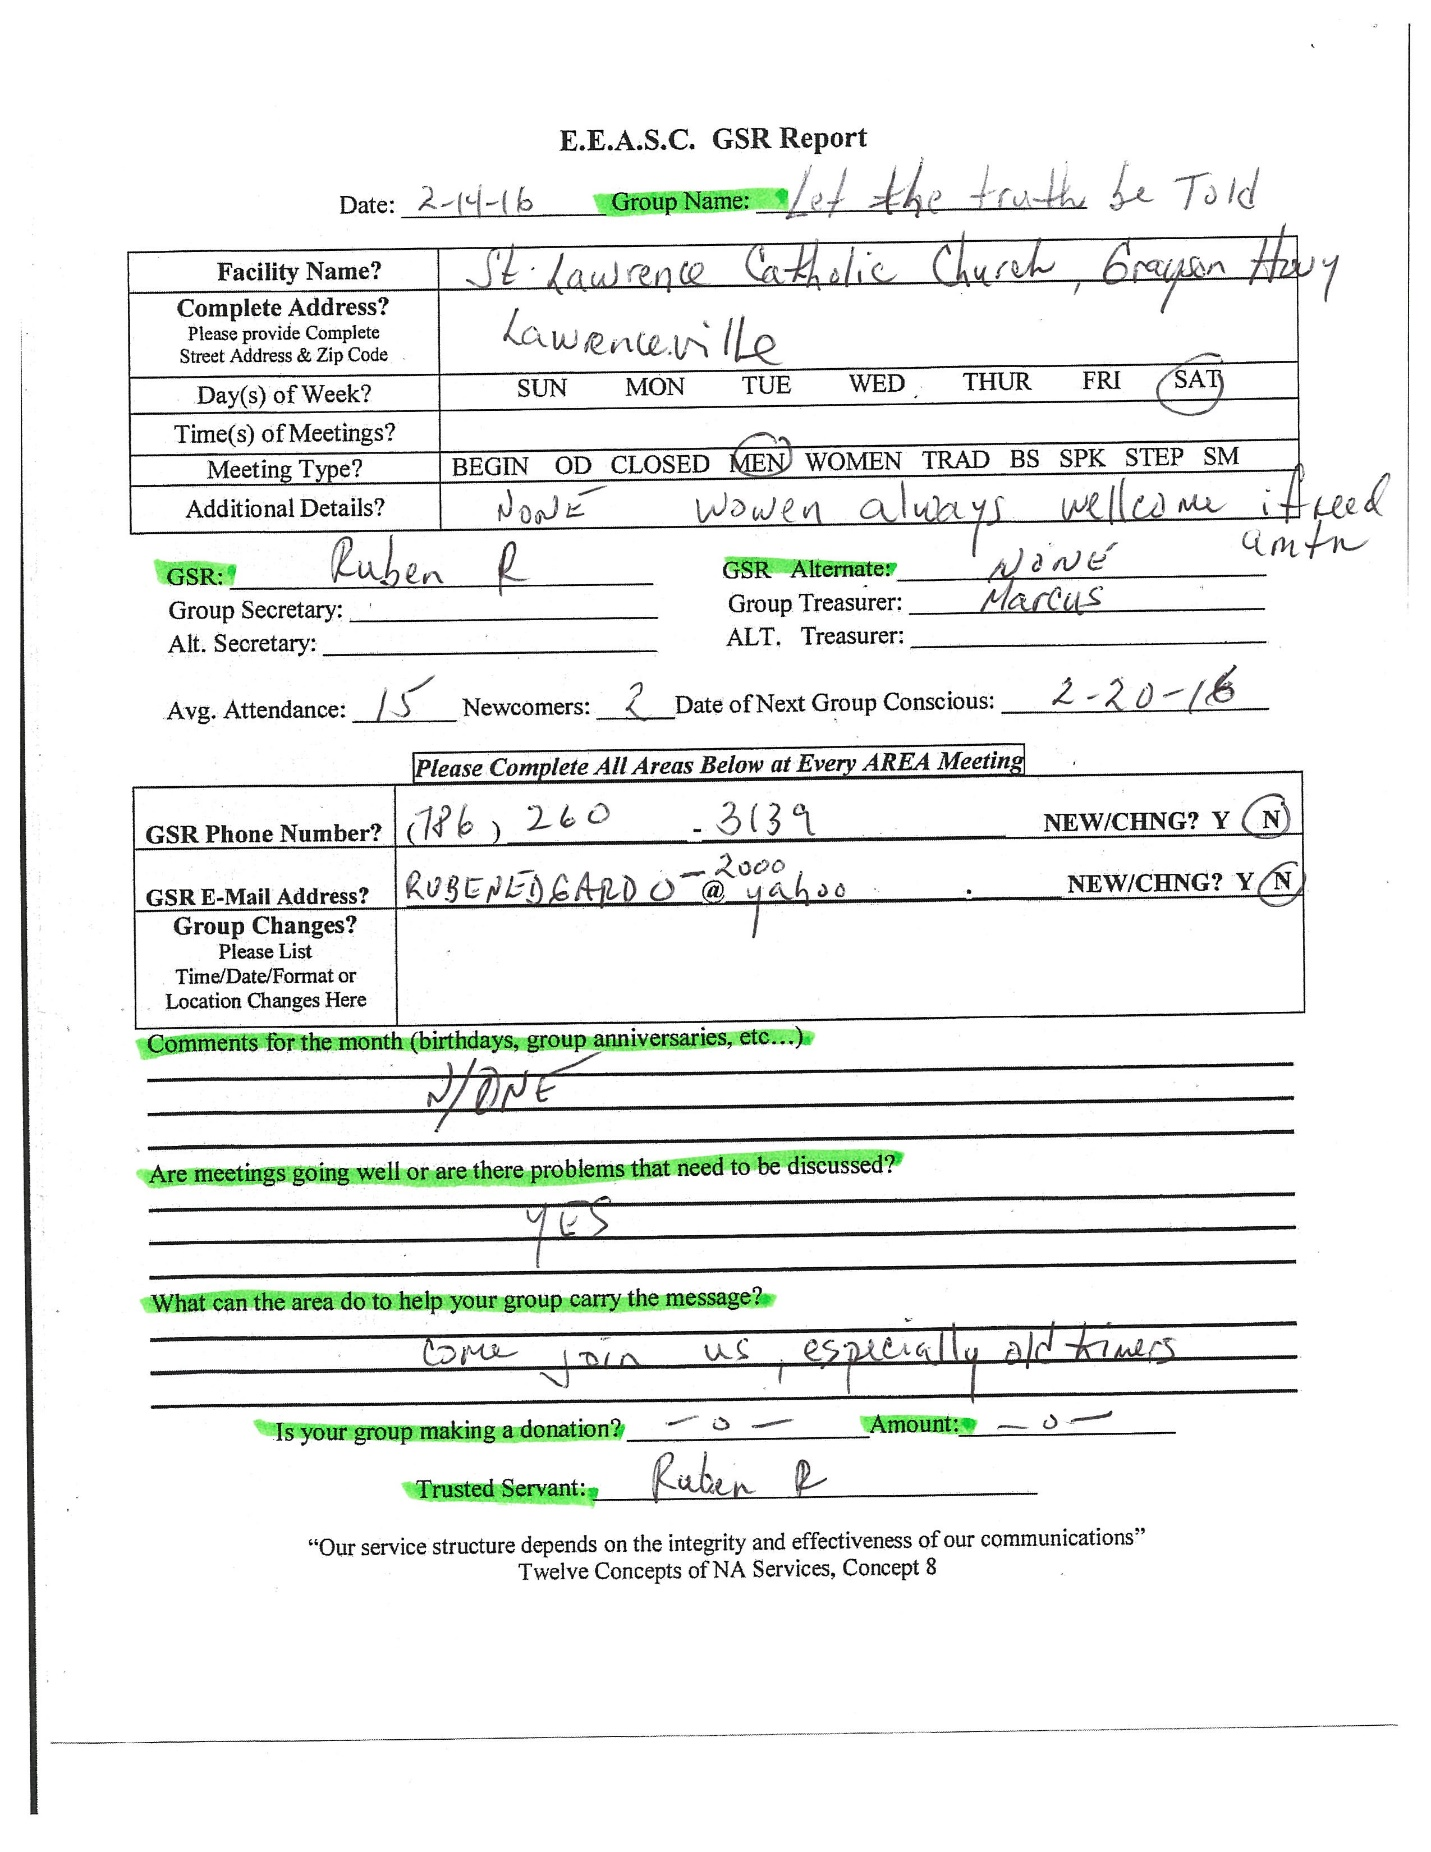 E.E.A.S.C. GSR Report
Date: 2-14-16 Group Name: Let the truth be Told
Facility Name? St. Lawrence Catholic Church, Grayson Hwy
Complete Address?
Please provide Complete
Street Address & Zip Code
Lawrenceville
Day(s) of Week? SUN MON TUE WED THUR FRI SAT
Time(s) of Meetings?
Meeting Type? BEGIN OD CLOSED MEN WOMEN TRAD BS SPK STEP SM
Additional Details? NONE Wowen always wellcome if need
amtn
GSR: Ruben R GSR Alternate: NONE
Group Secretary: Group Treasurer: Marcus
Alt. Secretary: ALT. Treasurer:
Avg. Attendance: 15 Newcomers: 2 Date of Next Group Conscious: 2-20-16
Please Complete All Areas Below at Every AREA Meeting
GSR Phone Number? (786) 260 - 3139 NEW/CHNG? Y N
GSR E-Mail Address? RUBENEDGARDO_2000 @ yahoo . NEW/CHNG? Y N
Group Changes?
Please List
Time/Date/Format or
Location Changes Here
Comments for the month (birthdays, group anniversaries, etc...)
N/ONE
Are meetings going well or are there problems that need to be discussed?
YES
What can the area do to help your group carry the message?
Come join us, especially old timers
Is your group making a donation? -0- Amount: -0-
Trusted Servant: Ruben R
“Our service structure depends on the integrity and effectiveness of our communications”
Twelve Concepts of NA Services, Concept 8